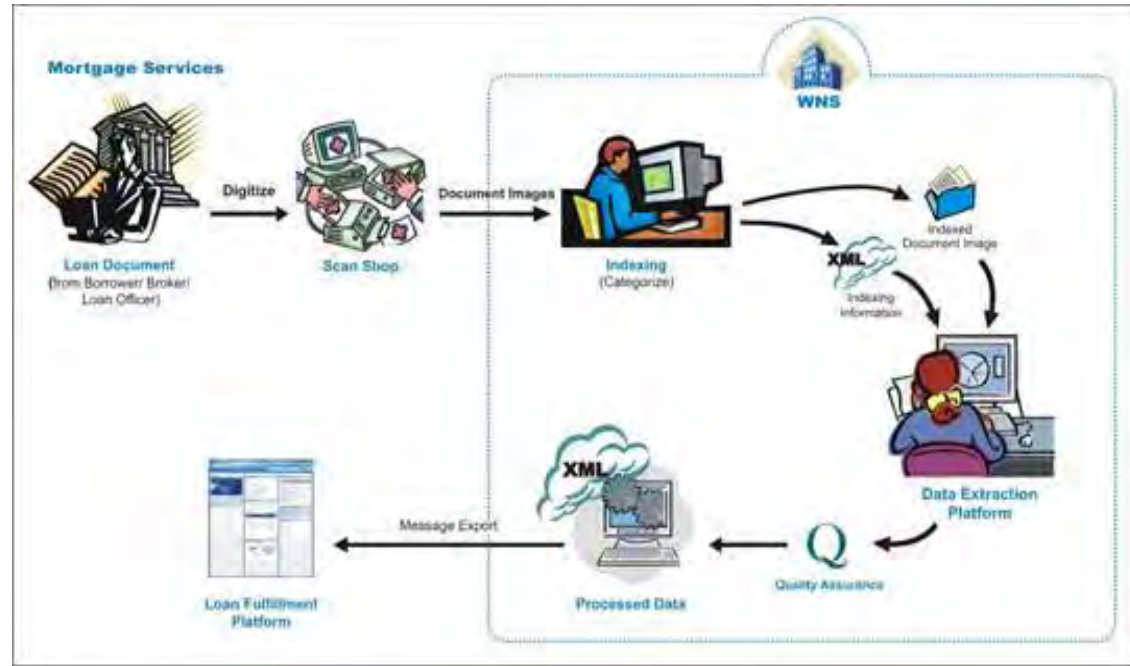 Mortgage Services
WNS
Digitize
Document Images
Loan Document
(from Borrower/ Broker/
Loan Officer)
Scan Shop
Indexing
(Categorize)
Indexed
Document Image
XML
Indexing
Information
Data Extraction
Platform
Q
Quality Assurance
XML
Processed Data
Message Export
Loan Fulfillment
Platform